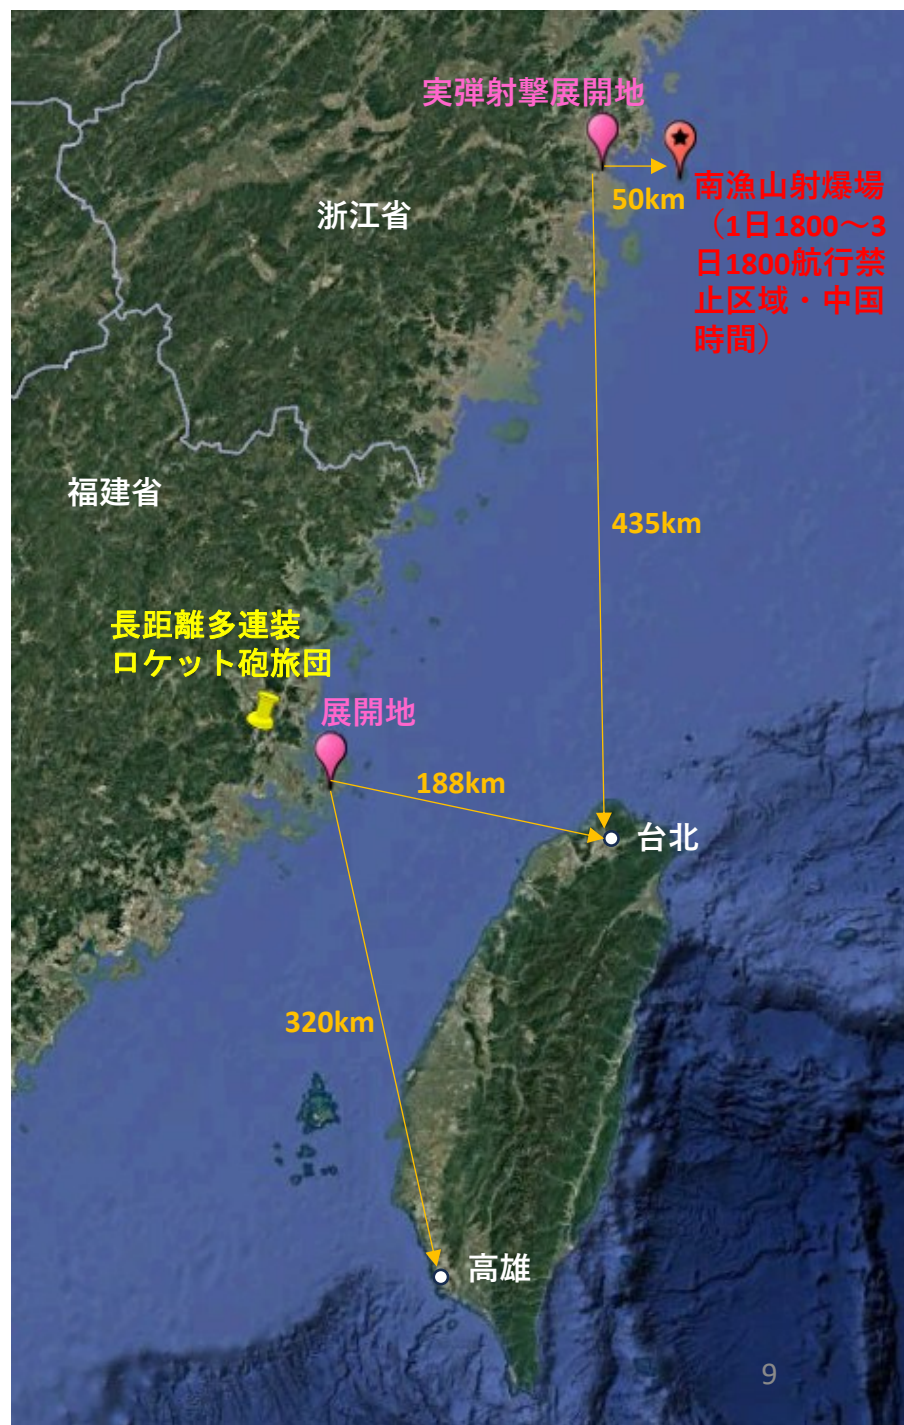 実弾射撃展開地
50km
南漁山射爆場
（1日1800～3
日1800航行禁
止区域・中国
時間）
浙江省
福建省
435km
長距離多連装
ロケット砲旅団
展開地
188km
台北
320km
高雄
9